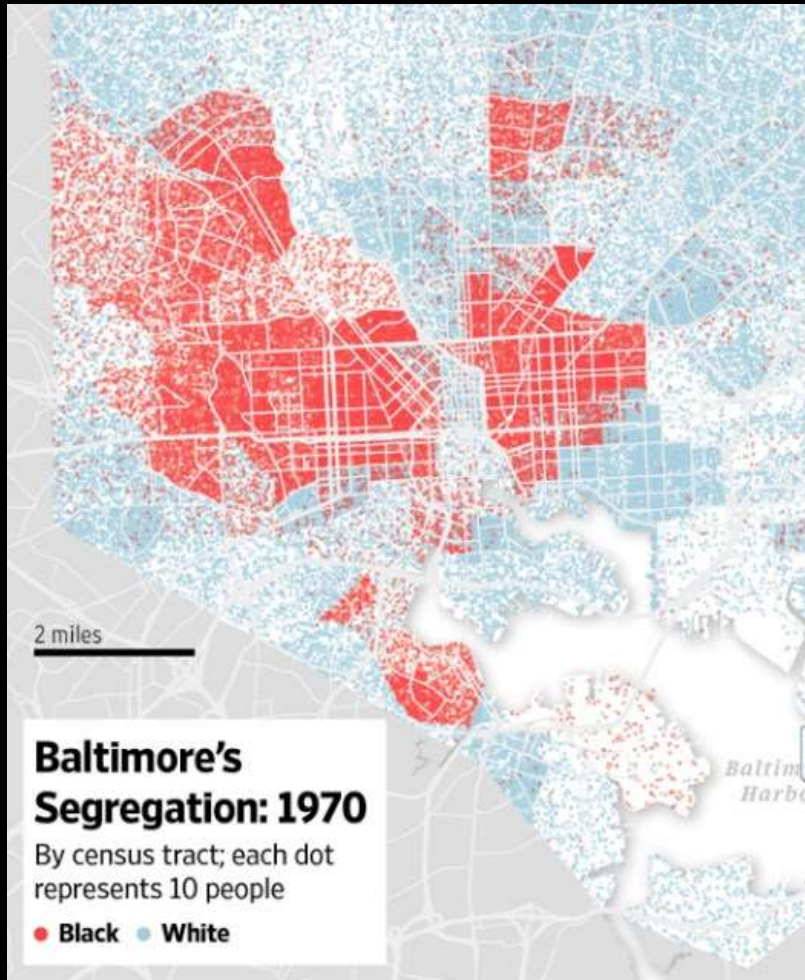 2 miles
Baltimore's
Segregation: 1970
By census tract; each dot
represents 10 people
Black White